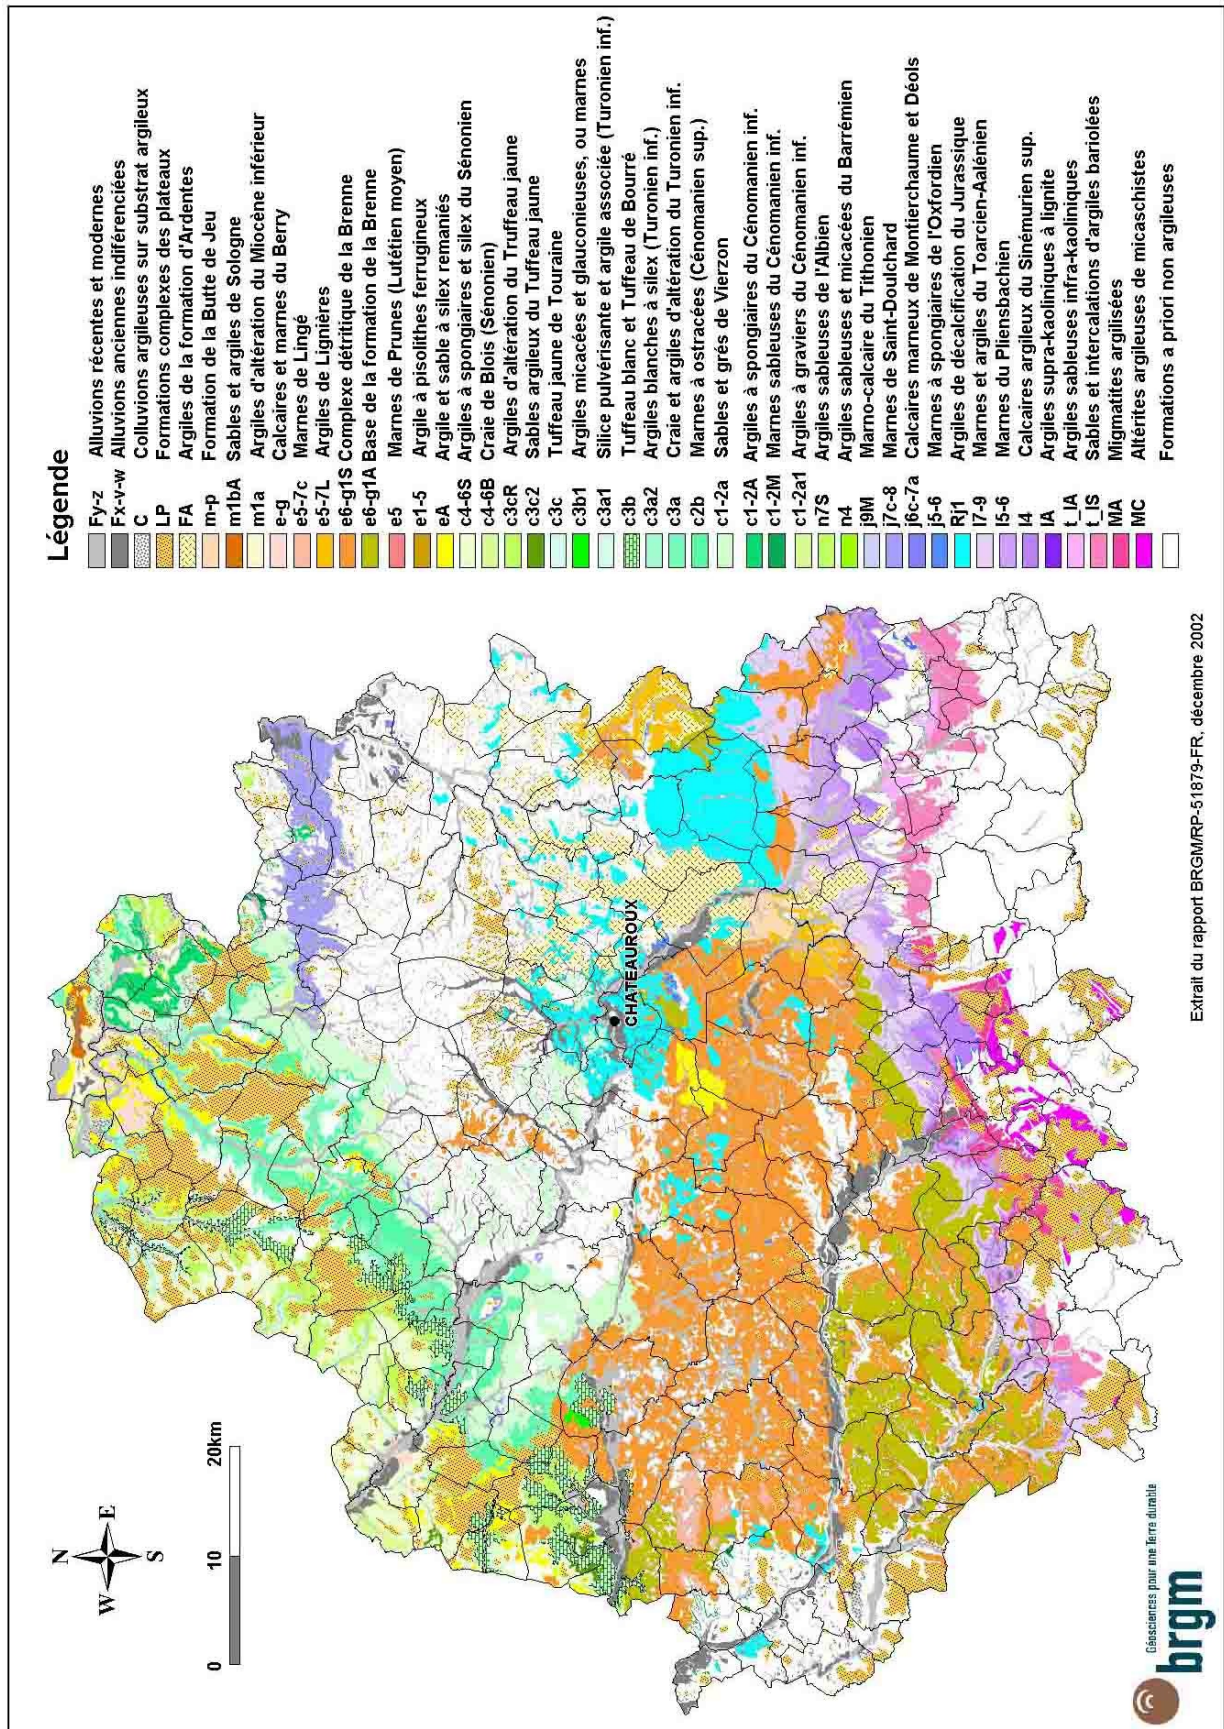 Légende
Fy-z Alluvions récentes et modernes
Fx-v-w Alluvions anciennes indifférenciées
C Colluvions argileuses sur substrat argileux
LP Formations complexes des plateaux
FA Argiles de la formation d'Ardentes
m-p Formation de la Butte de Jeu
m1bA Sables et argiles de Sologne
m1a Argiles d'altération du Miocène inférieur
e-g Calcaires et marnes du Berry
e5-7c Marnes de Lingé
e5-7L Argiles de Lignières
e6-g1S Complexe détritique de la Brenne
e6-g1A Base de la formation de la Brenne
e5 Marnes de Prunes (Lutétien moyen)
e1-5 Argile à pisolithes ferrugineux
eA Argile et sable à silex remaniés
c4-6S Argiles à spongiaires et silex du Sénonien
c4-6B Craie de Blois (Sénonien)
c3cR Argiles d'altération du Truffeau jaune
c3c2 Sables argileux du Tuffeau jaune
c3c Tuffeau jaune de Touraine
c3b1 Argiles micacées et glauconieuses, ou marnes
c3a1 Silice pulvérisante et argile associée (Turonien inf.)
c3b Tuffeau blanc et Tuffeau de Bourré
c3a2 Argiles blanches à silex (Turonien inf.)
c3a Craie et argiles d'altération du Turonien inf.
c2b Marnes à ostracées (Cénomanien sup.)
c1-2a Sables et grés de Vierzon
c1-2A Argiles à spongiaires du Cénomanien inf.
c1-2M Marnes sableuses du Cénomanien inf.
c1-2a1 Argiles à graviers du Cénomanien inf.
n7S Argiles sableuses de l'Albien
n4 Argiles sableuses et micacées du Barrémien
j9M Marno-calcaire du Tithonien
j7c-8 Marnes de Saint-Doulchard
j6c-7a Calcaires marneux de Montierchaume et Déols
j5-6 Marnes à spongiaires de l'Oxfordien
Rj1 Argiles de décalcification du Jurassique
l7-9 Marnes et argiles du Toarcien-Aalénien
l5-6 Marnes du Pliensbachien
l4 Calcaires argileux du Sinémurien sup.
IA Argiles supra-kaoliniques à lignite
t_IA Argiles sableuses infra-kaoliniques
t_IS Sables et intercalations d'argiles bariolées
MA Migmatites argilisées
MC Altérites argileuses de micaschistes
Formations a priori non argileuses
N
W E
S
0 10 20km
CHATEAUROUX
Extrait du rapport BRGM/RP-51879-FR, décembre 2002
Géosciences pour une Terre durable
brgm